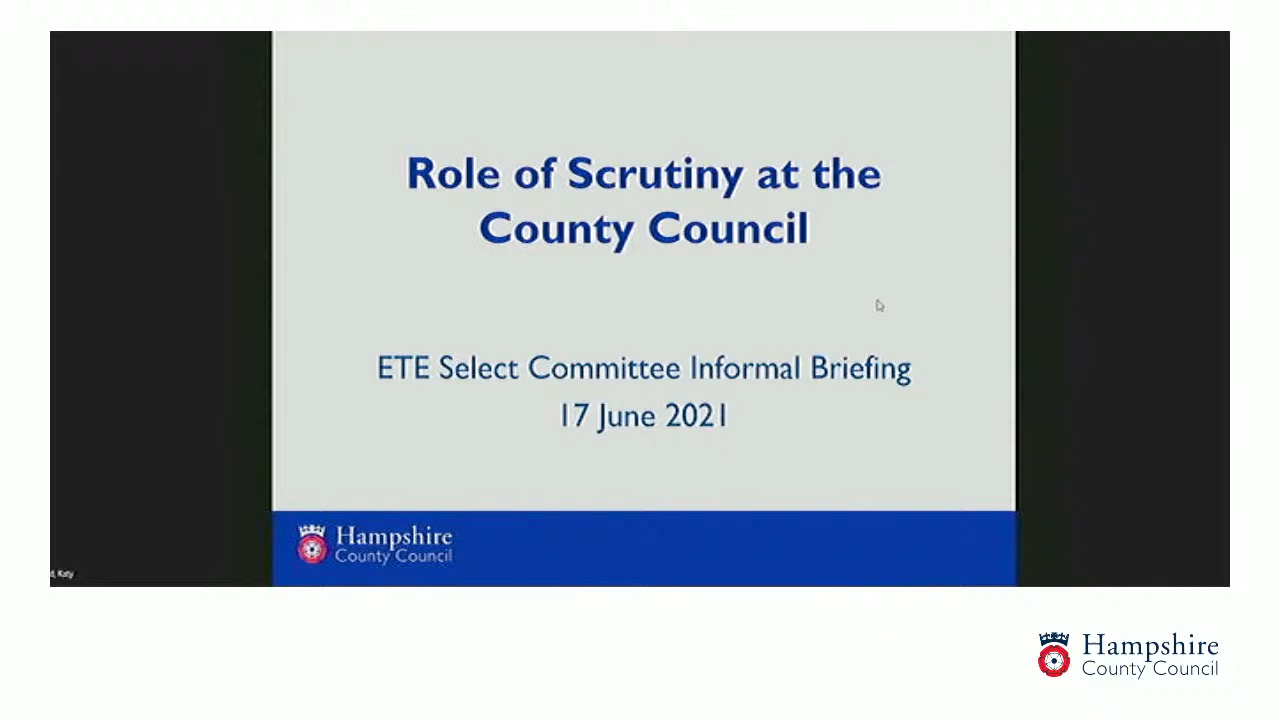 Role of Scrutiny at the
County Council
ETE Select Committee Informal Briefing
17 June 2021
Hampshire
County Council
d, Katy
Hampshire
County Council